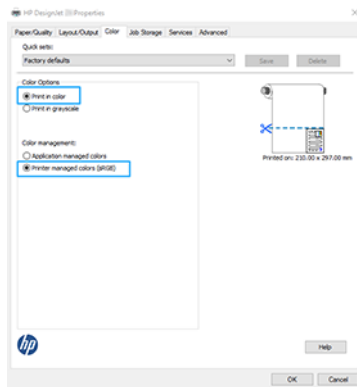 HP DesignJet Properties
Paper/Quality Layout/Output Color Job Storage Services Advanced
Quick sets:
Factory defaults
Save Delete
Color Options
Print in color
Print in grayscale
Color management:
Application managed colors
Printer managed colors (sRGB)
Printed on: 210.00 x 297.00 mm
hp
Help
OK Cancel